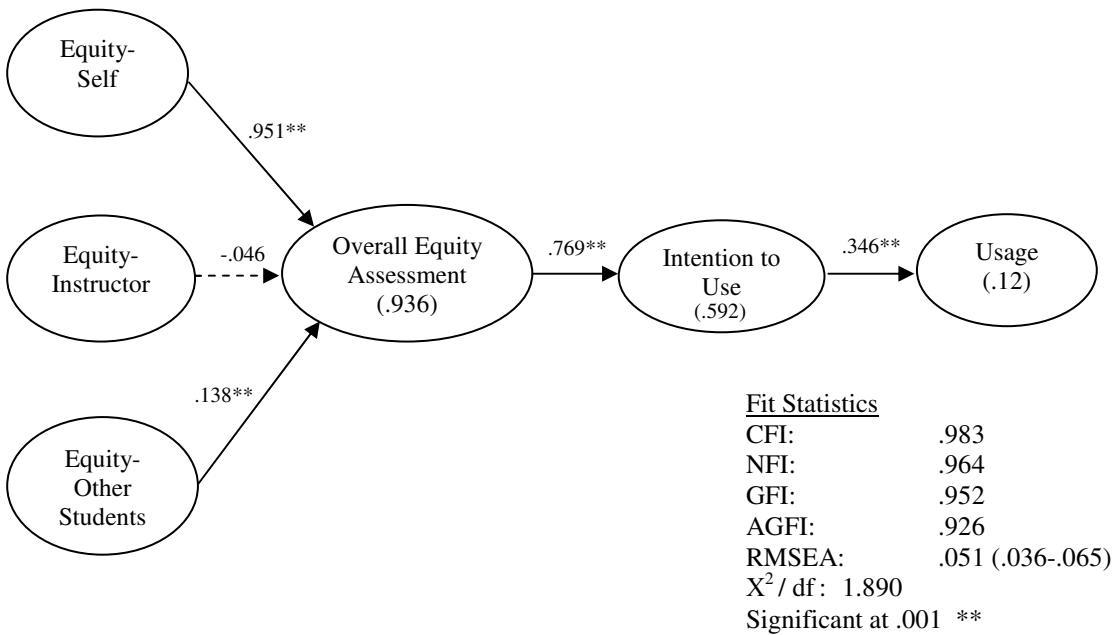 Equity-
Self
.951**
Equity-
Instructor
-.046
Overall Equity
Assessment
(.936)
.769**
Intention to
Use
(.592)
.346**
Usage
(.12)
.138**
Equity-
Other
Students
Fit Statistics
CFI: .983
NFI: .964
GFI: .952
AGFI: .926
RMSEA: .051 (.036-.065)
X² / df : 1.890
Significant at .001 **